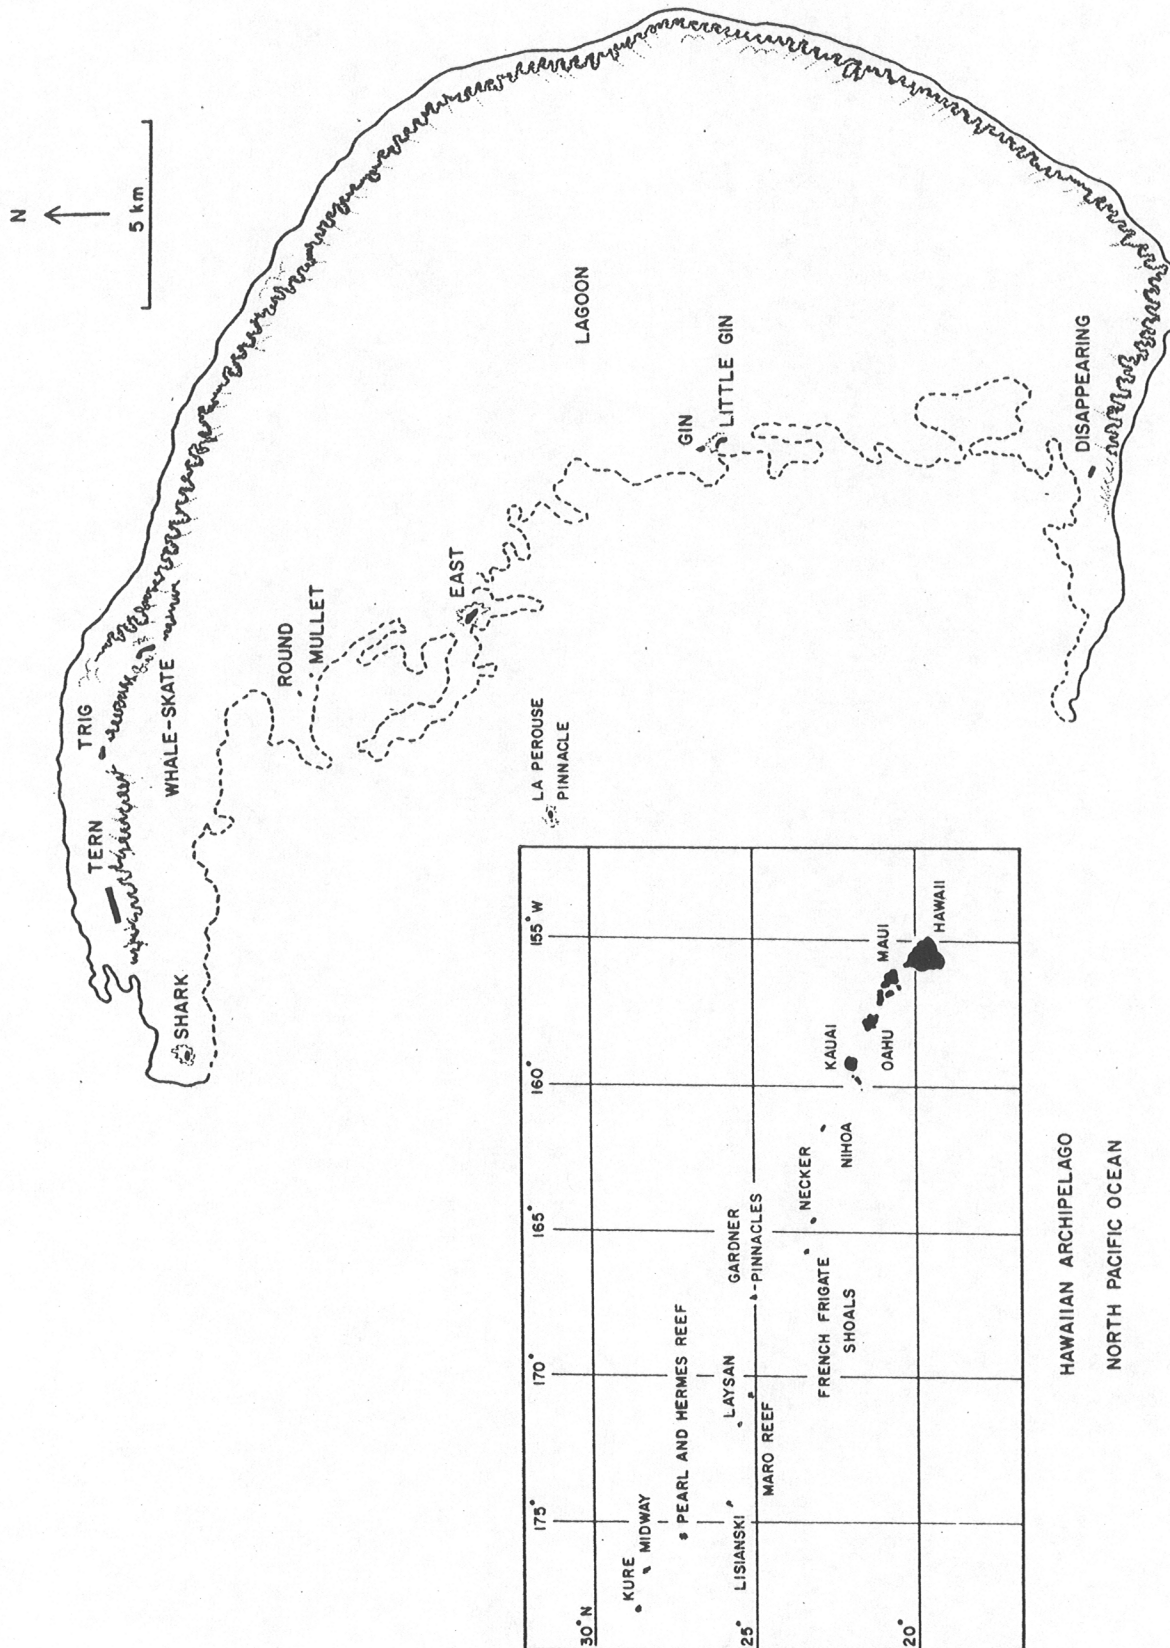 N
5 km
TRIG
TERN
WHALE-SKATE
SHARK
ROUND
MULLET
EAST
LAGOON
GIN
LITTLE GIN
DISAPPEARING
LA PEROUSE
PINNACLE
175°
170°
165°
160°
155° W
30° N
25°
20°
KURE
MIDWAY
PEARL AND HERMES REEF
LISIANSKI
LAYSAN
MARO REEF
GARDNER
PINNACLES
FRENCH FRIGATE
SHOALS
NECKER
NIHOA
KAUAI
OAHU
MAUI
HAWAII
HAWAIIAN ARCHIPELAGO
NORTH PACIFIC OCEAN